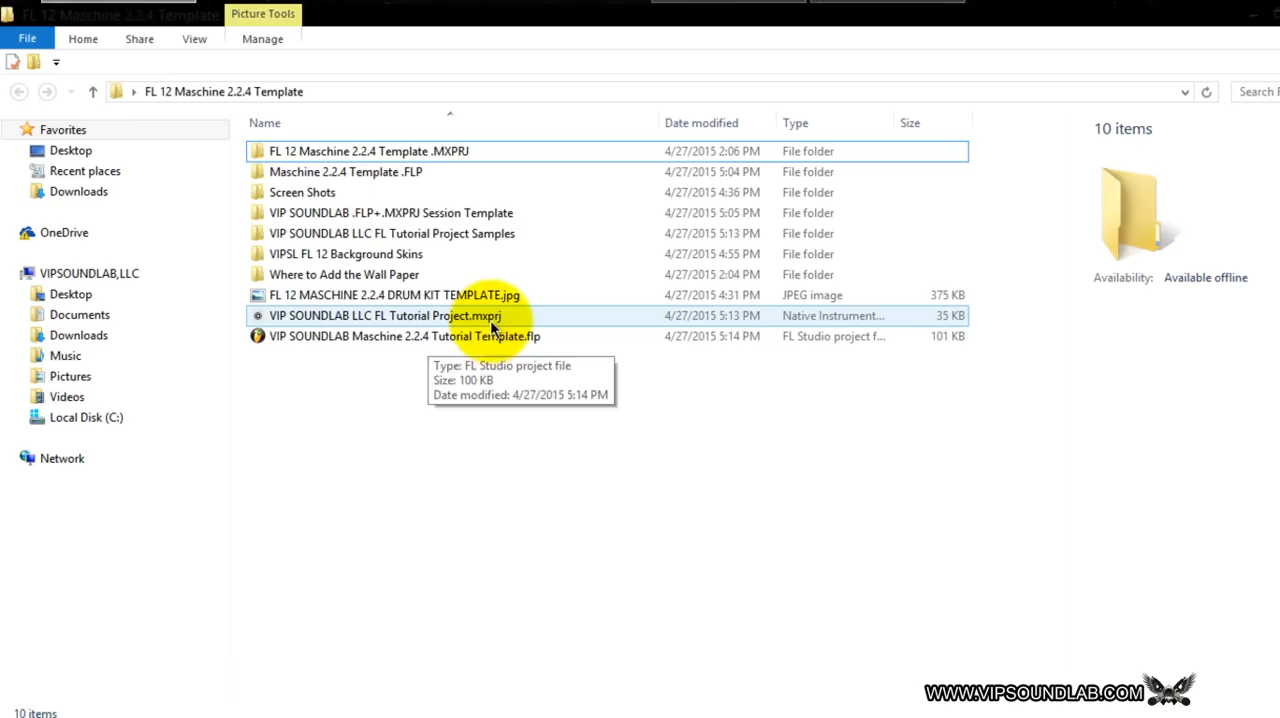 FL 12 Maschine 2.2.4 Template
Picture Tools
File
Home
Share
View
Manage
FL 12 Maschine 2.2.4 Template
Search F
Name
Date modified
Type
Size
Favorites
Desktop
Recent places
Downloads
OneDrive
VIPSOUNDLAB,LLC
Desktop
Documents
Downloads
Music
Pictures
Videos
Local Disk (C:)
Network
FL 12 Maschine 2.2.4 Template .MXPRJ 4/27/2015 2:06 PM File folder
Maschine 2.2.4 Template .FLP 4/27/2015 5:04 PM File folder
Screen Shots 4/27/2015 4:36 PM File folder
VIP SOUNDLAB .FLP+ .MXPRJ Session Template 4/27/2015 5:05 PM File folder
VIP SOUNDLAB LLC FL Tutorial Project Samples 4/27/2015 5:13 PM File folder
VIPSL FL 12 Background Skins 4/27/2015 4:55 PM File folder
Where to Add the Wall Paper 4/27/2015 2:04 PM File folder
FL 12 MASCHINE 2.2.4 DRUM KIT TEMPLATE.jpg 4/27/2015 4:31 PM JPEG image 375 KB
VIP SOUNDLAB LLC FL Tutorial Project.mxprj 4/27/2015 5:13 PM Native Instrument... 35 KB
VIP SOUNDLAB Maschine 2.2.4 Tutorial Template.flp 4/27/2015 5:14 PM FL Studio project f... 101 KB
Type: FL Studio project file
Size: 100 KB
Date modified: 4/27/2015 5:14 PM
10 items
Availability: Available offline
WWW.VIPSOUNDLAB.COM
10 items